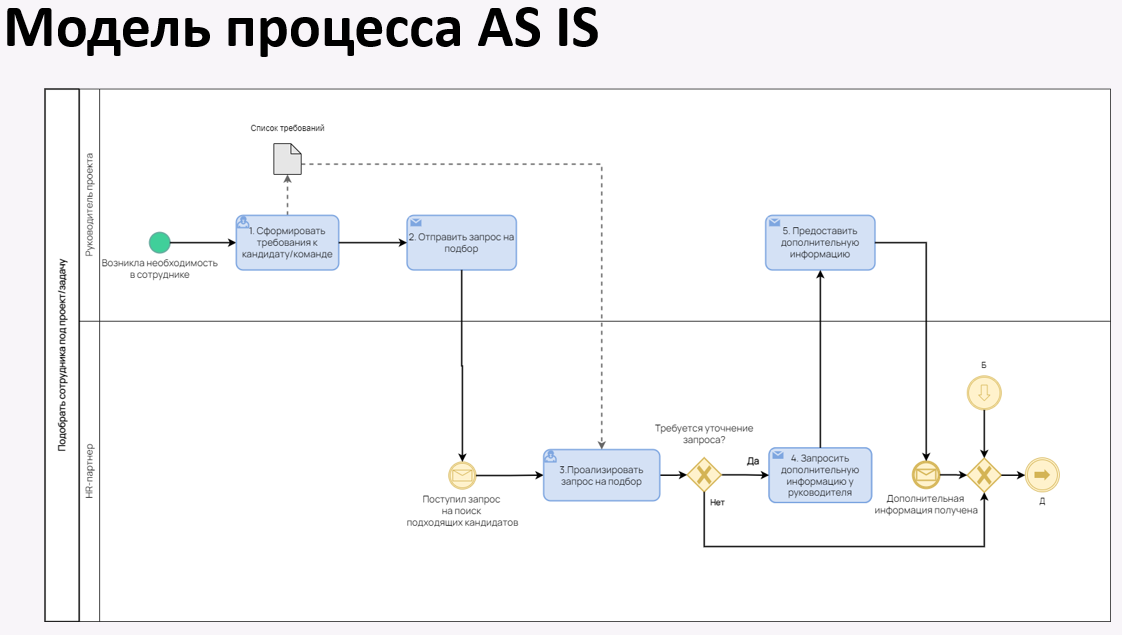 Модель процесса AS IS
Подобрать сотрудника под проект/задачу
Руководитель проекта
Список требований
Возникла необходимость
в сотруднике
1. Сформировать
требования к
кандидату/команде
2. Отправить запрос на
подбор
5. Предоставить
дополнительную
информацию
HR-партнер
Поступил запрос
на поиск
подходящих кандидатов
3.Проализировать
запрос на подбор
Требуется уточнение
запроса?
Да
Нет
4. Запросить
дополнительную
информацию у
руководителя
Дополнительная
информация получена
Б
Д